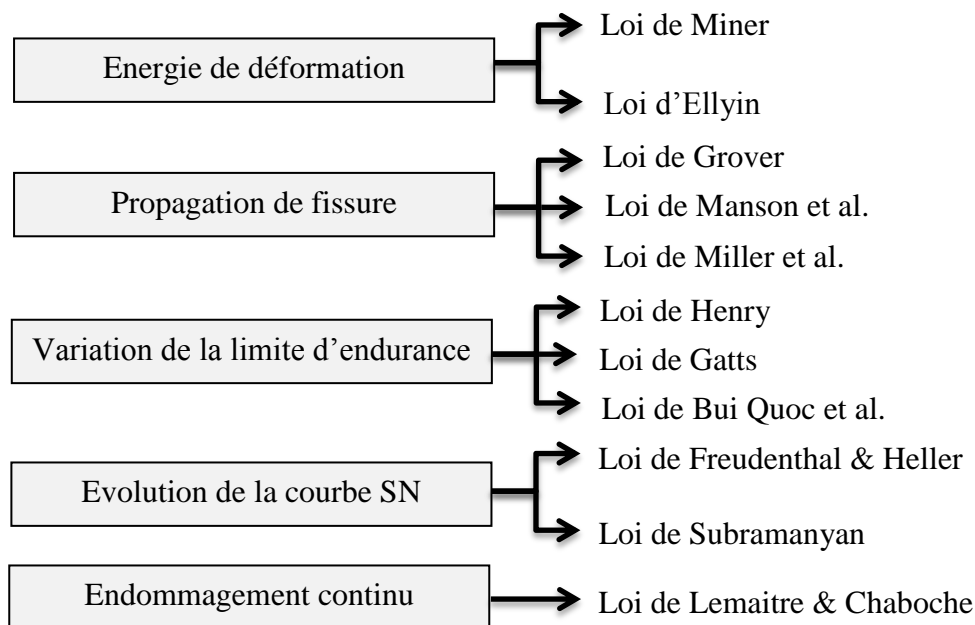 Energie de déformation
Loi de Miner
Loi d’Ellyin
Propagation de fissure
Loi de Grover
Loi de Manson et al.
Loi de Miller et al.
Variation de la limite d’endurance
Loi de Henry
Loi de Gatts
Loi de Bui Quoc et al.
Evolution de la courbe SN
Loi de Freudenthal & Heller
Loi de Subramanyan
Endommagement continu
Loi de Lemaitre & Chaboche